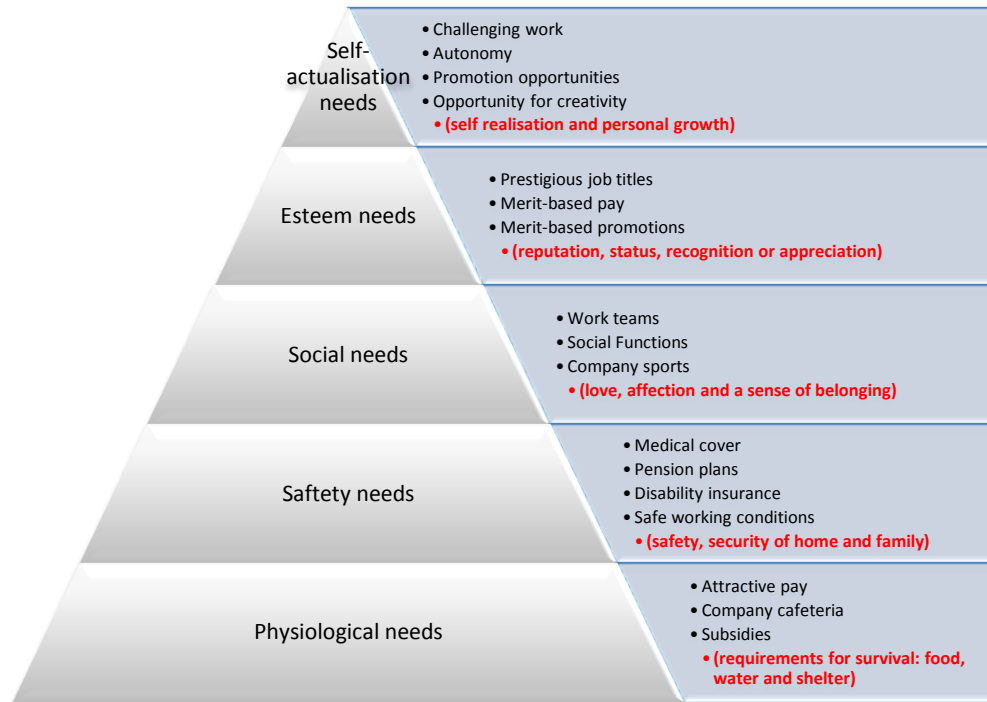 Self-
actualisation
needs
• Challenging work
• Autonomy
• Promotion opportunities
• Opportunity for creativity
• (self realisation and personal growth)
Esteem needs
• Prestigious job titles
• Merit-based pay
• Merit-based promotions
• (reputation, status, recognition or appreciation)
Social needs
• Work teams
• Social Functions
• Company sports
• (love, affection and a sense of belonging)
Saftety needs
• Medical cover
• Pension plans
• Disability insurance
• Safe working conditions
• (safety, security of home and family)
Physiological needs
• Attractive pay
• Company cafeteria
• Subsidies
• (requirements for survival: food,
water and shelter)